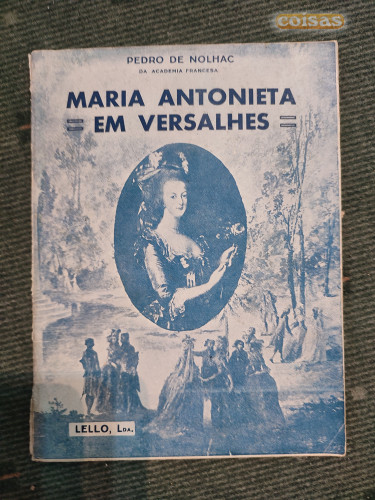 coisas
PEDRO DE NOLHAC
DA ACADEMIA FRANCESA
MARIA ANTONIETA
= EM VERSALHES =
LELLO, LDA.